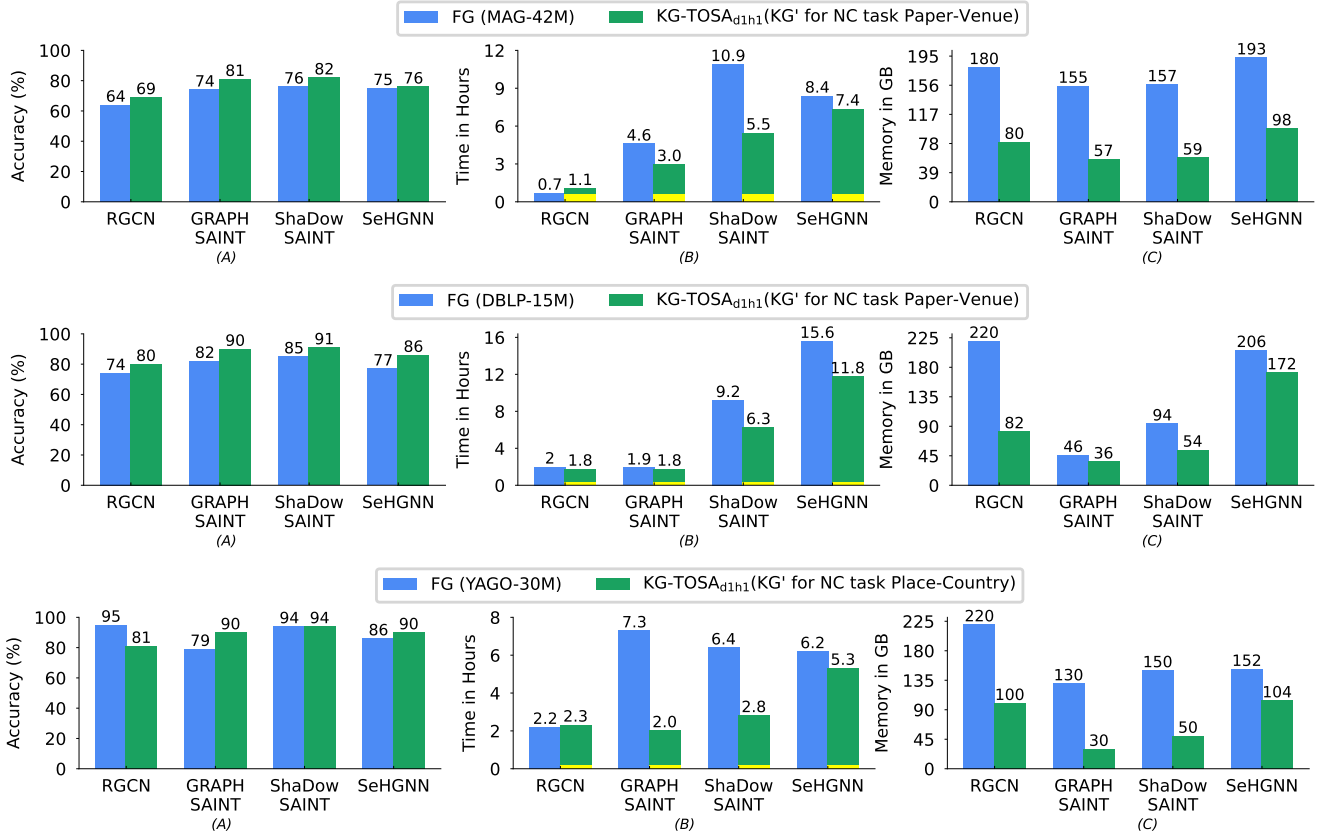 FG (MAG-42M) KG-TOSAd1h1(KG' for NC task Paper-Venue)
Accuracy (%)
100
80
60
40
20
0
64 69 74 81 76 82 75 76
RGCN GRAPH SAINT ShaDow SAINT SeHGNN
(A)
Time in Hours
12
9
6
3
0
0.7 1.1 4.6 3.0 10.9 5.5 8.4 7.4
RGCN GRAPH SAINT ShaDow SAINT SeHGNN
(B)
Memory in GB
195
156
117
78
39
0
180 80 155 57 157 59 193 98
RGCN GRAPH SAINT ShaDow SAINT SeHGNN
(C)
FG (DBLP-15M) KG-TOSAd1h1(KG' for NC task Paper-Venue)
Accuracy (%)
100
80
60
40
20
0
74 80 82 90 85 91 77 86
RGCN GRAPH SAINT ShaDow SAINT SeHGNN
(A)
Time in Hours
16
12
8
4
0
2 1.8 1.9 1.8 9.2 6.3 15.6 11.8
RGCN GRAPH SAINT ShaDow SAINT SeHGNN
(B)
Memory in GB
225
180
135
90
45
0
220 82 46 36 94 54 206 172
RGCN GRAPH SAINT ShaDow SAINT SeHGNN
(C)
FG (YAGO-30M) KG-TOSAd1h1(KG' for NC task Place-Country)
Accuracy (%)
100
80
60
40
20
0
95 81 79 90 94 94 86 90
RGCN GRAPH SAINT ShaDow SAINT SeHGNN
(A)
Time in Hours
8
6
4
2
0
2.2 2.3 7.3 2.0 6.4 2.8 6.2 5.3
RGCN GRAPH SAINT ShaDow SAINT SeHGNN
(B)
Memory in GB
225
180
135
90
45
0
220 100 130 30 150 50 152 104
RGCN GRAPH SAINT ShaDow SAINT SeHGNN
(C)